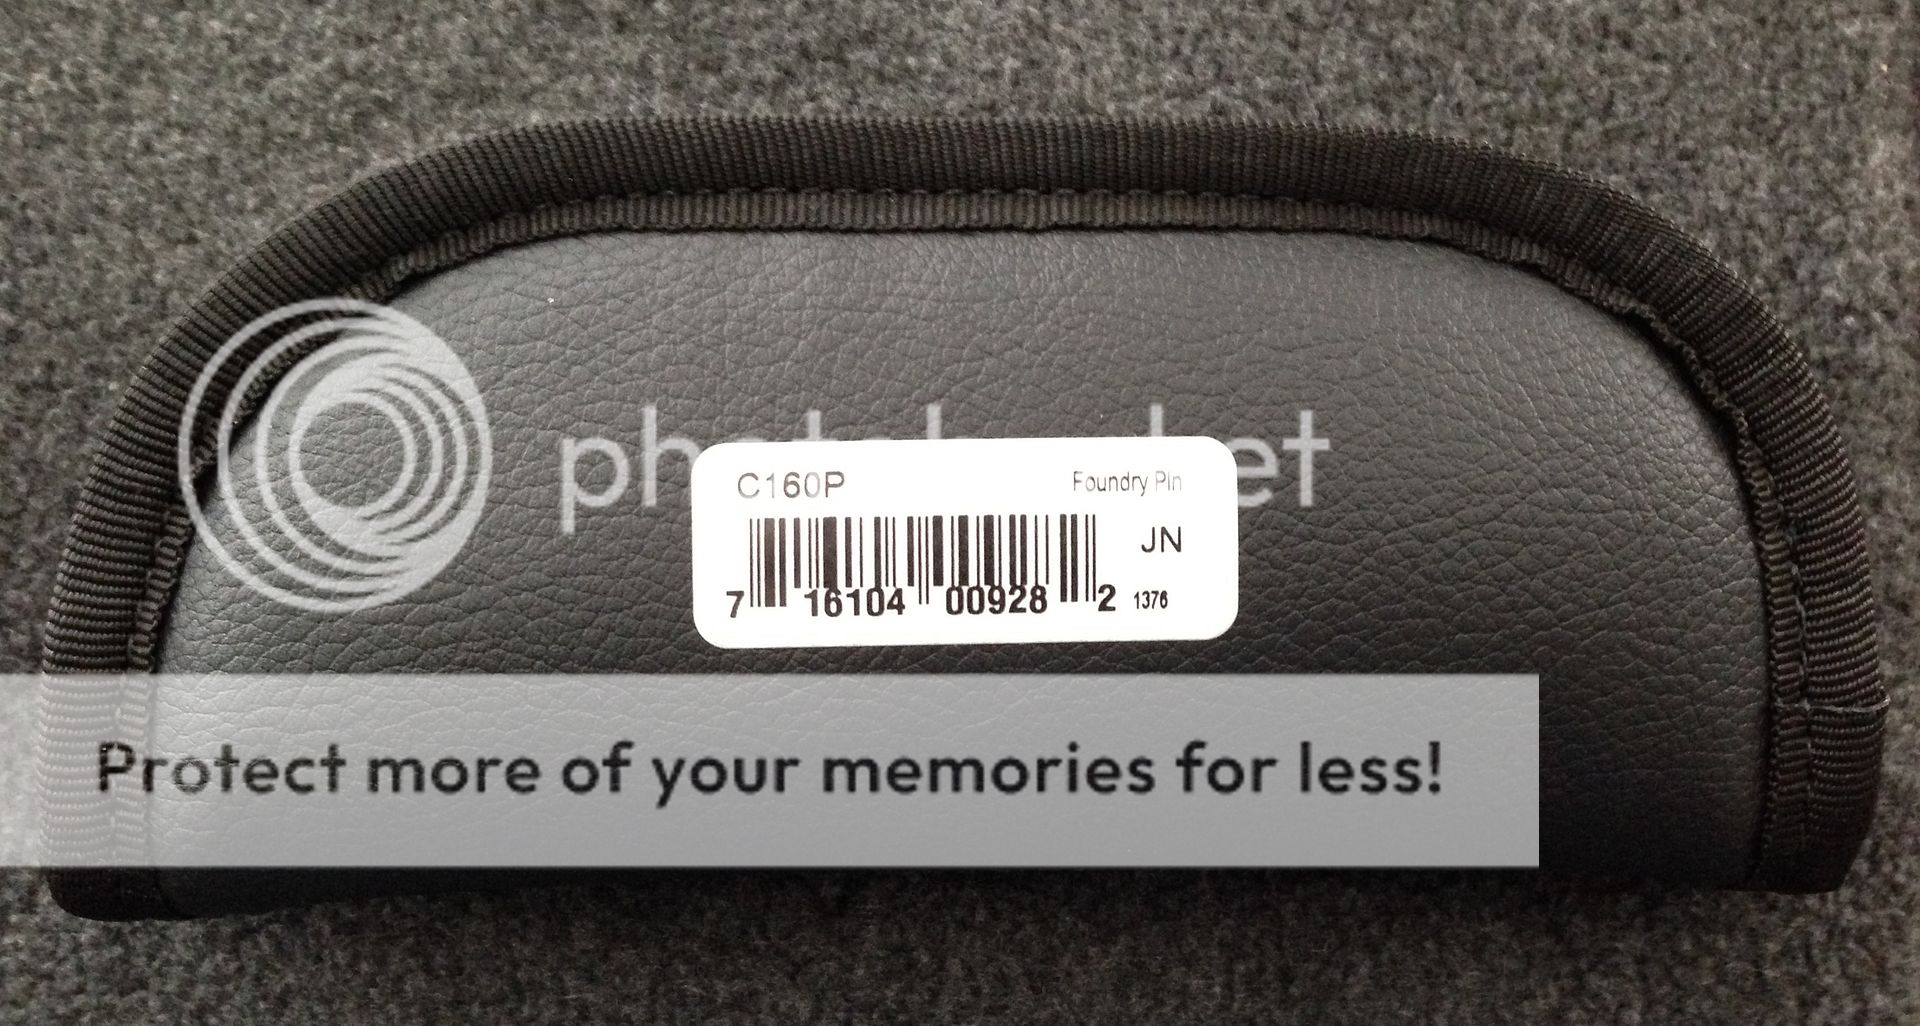 photobucket
C160P Foundry Pin
JN
7 16104 00928 2 1376
Protect more of your memories for less!